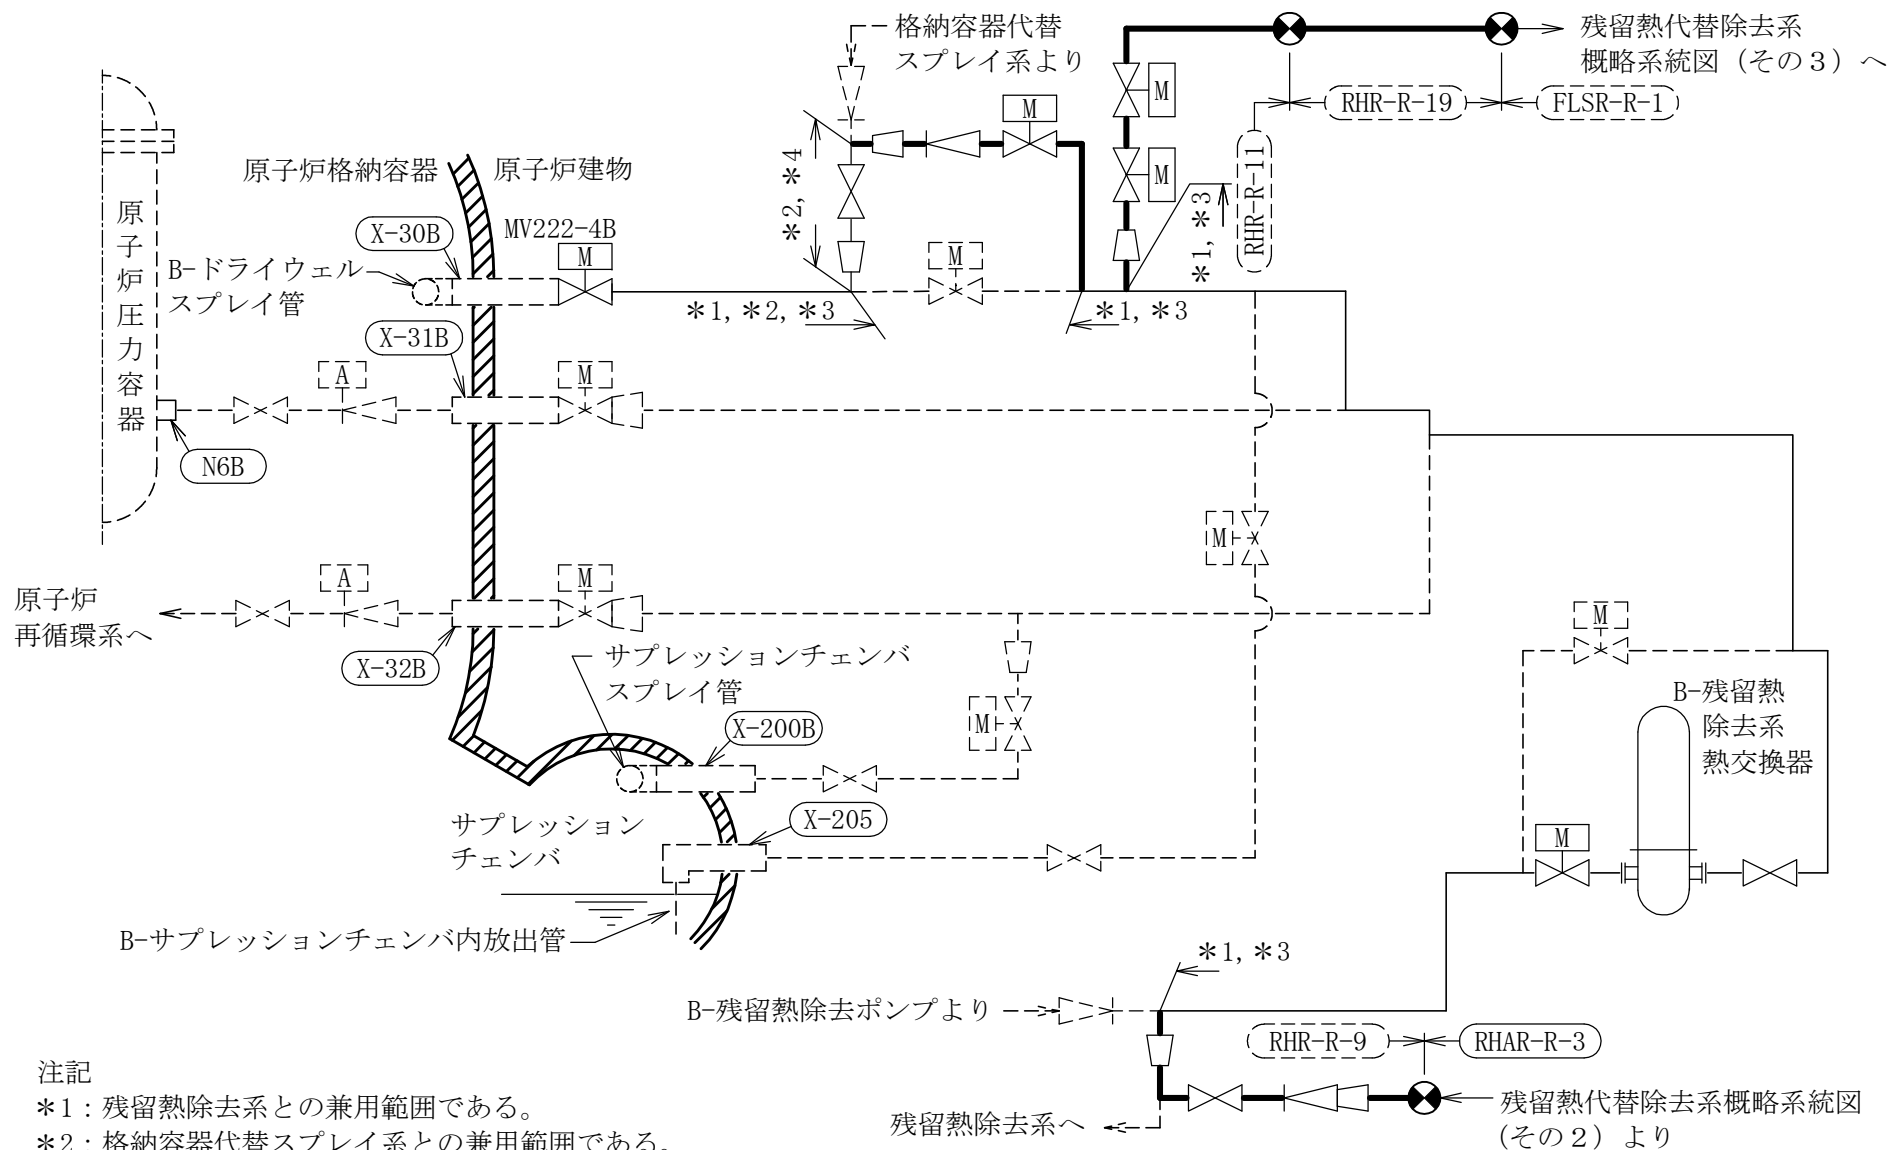 格納容器代替
スプレイ系より
残留熱代替除去系
概略系統図（その３）へ
M
M
RHR-R-19
FLSR-R-1
＊2,＊4
M
＊1,＊3
RHR-R-11
原子炉格納容器
原子炉建物
原子炉圧力容器
X-30B
MV222-4B
M
M
B-ドライウェル
スプレイ管
＊1,＊2,＊3
＊1,＊3
X-31B
A
M
N6B
M
原子炉
再循環系へ
A
M
X-32B
サプレッションチェンバ
スプレイ管
M
M
X-200B
B-残留熱
除去系
熱交換器
サプレッション
チェンバ
X-205
M
B-サプレッションチェンバ内放出管
＊1,＊3
B-残留熱除去ポンプより
RHR-R-9
RHAR-R-3
残留熱除去系へ
残留熱代替除去系概略系統図
（その２）より
注記
＊1：残留熱除去系との兼用範囲である。
＊2：格納容器代替スプレイ系との兼用範囲である。